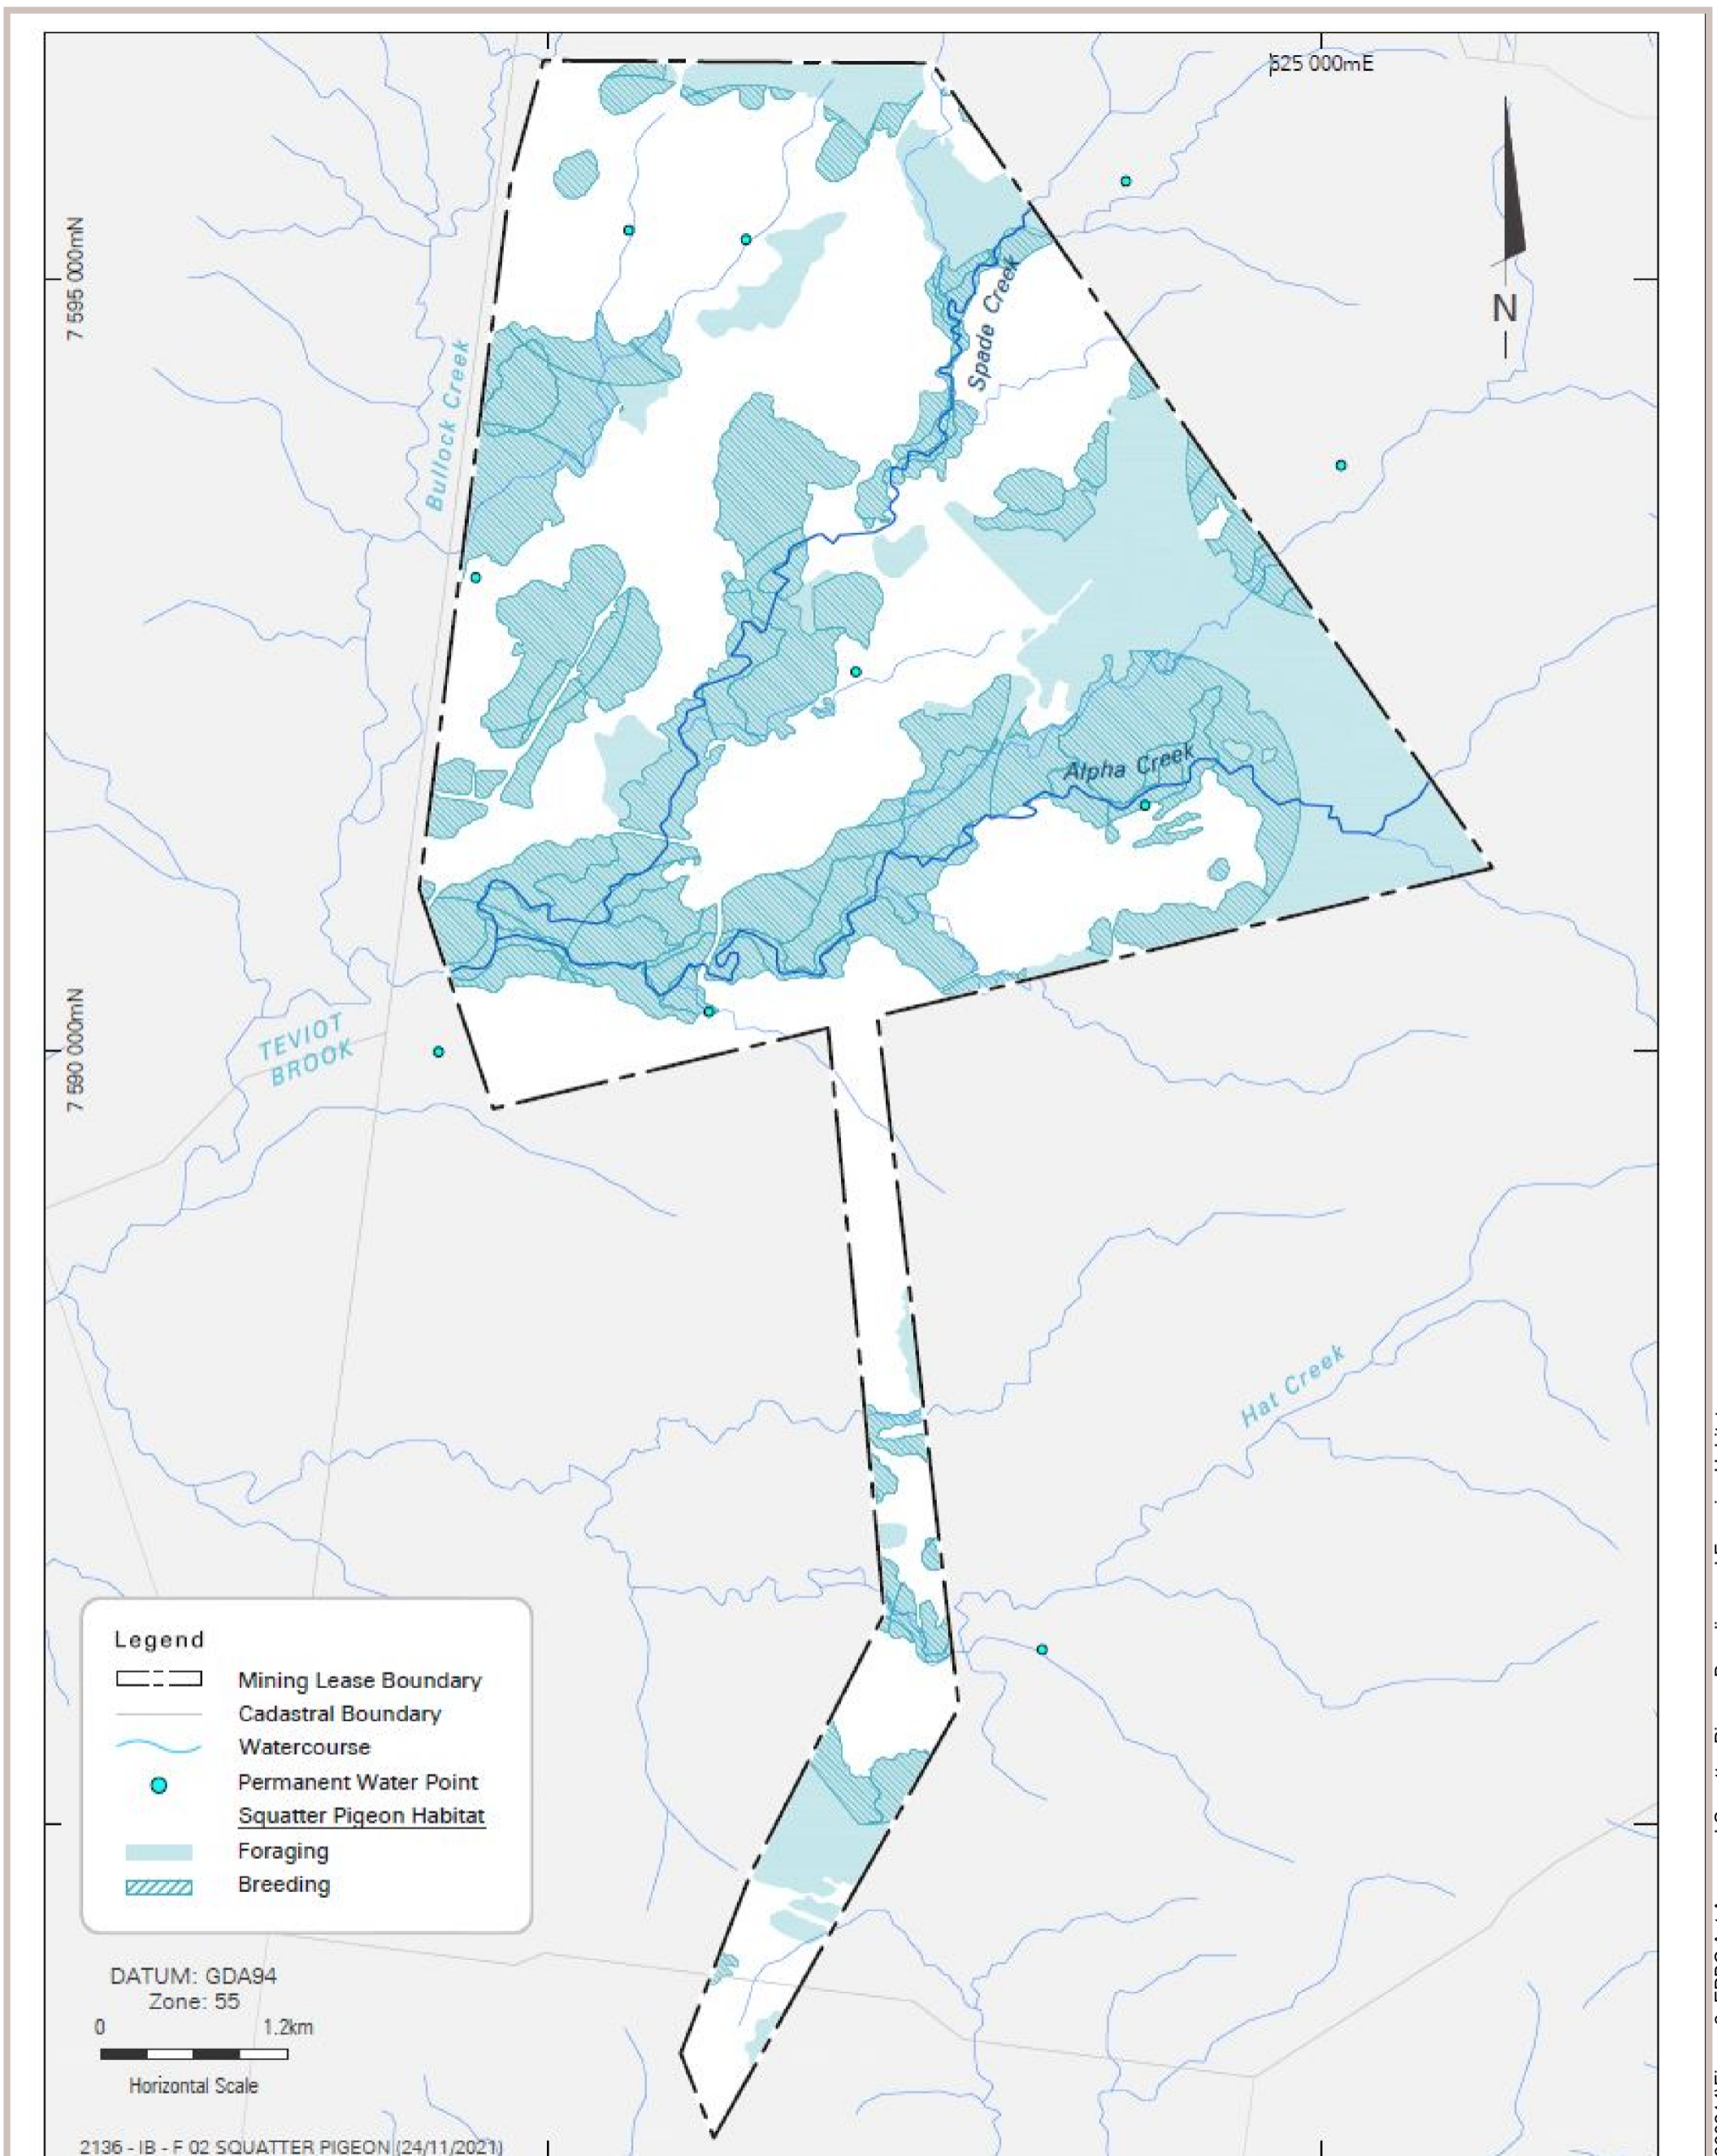 625 000mE
7 595 000mN
N
Spade Creek
Bullock Creek
Alpha Creek
TEVIOT
BROOK
7 590 000mN
Hat Creek
Legend
Mining Lease Boundary
Cadastral Boundary
Watercourse
Permanent Water Point
Squatter Pigeon Habitat
Foraging
Breeding
DATUM: GDA94
Zone: 55
0 1.2km
Horizontal Scale
2136 - IB - F 02 SQUATTER PIGEON (24/11/2021)